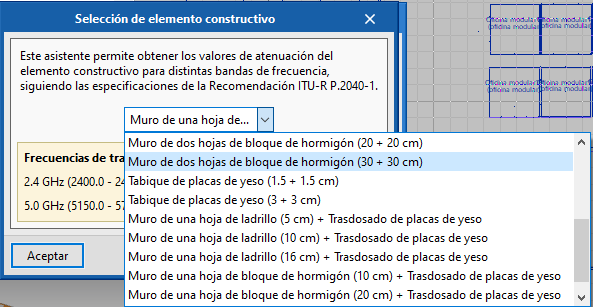 Selección de elemento constructivo
Este asistente permite obtener los valores de atenuación del
elemento constructivo para distintas bandas de frecuencia,
siguiendo las especificaciones de la Recomendación ITU-R P.2040-1.
Muro de una hoja de...
Muro de dos hojas de bloque de hormigón (20 + 20 cm)
Muro de dos hojas de bloque de hormigón (30 + 30 cm)
Tabique de placas de yeso (1.5 + 1.5 cm)
Tabique de placas de yeso (3 + 3 cm)
Muro de una hoja de ladrillo (5 cm) + Trasdosado de placas de yeso
Muro de una hoja de ladrillo (10 cm) + Trasdosado de placas de yeso
Muro de una hoja de ladrillo (16 cm) + Trasdosado de placas de yeso
Muro de una hoja de bloque de hormigón (10 cm) + Trasdosado de placas de yeso
Muro de una hoja de bloque de hormigón (20 cm) + Trasdosado de placas de yeso
Frecuencias de tra
2.4 GHz (2400.0 - 24
5.0 GHz (5150.0 - 57
Aceptar
Oficina modular
(oficina modular)
Oficina modular
(oficina modular)